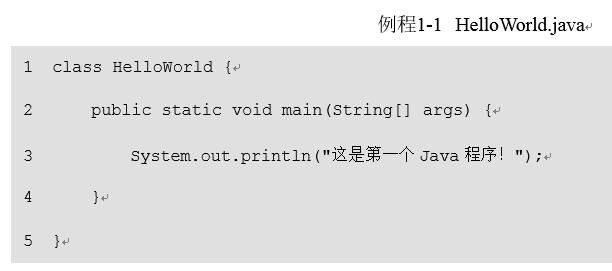 例程1-1 HelloWorld.java
1 class HelloWorld {
2     public static void main(String[] args) {
3         System.out.println("这是第一个 Java 程序！");
4     }
5 }